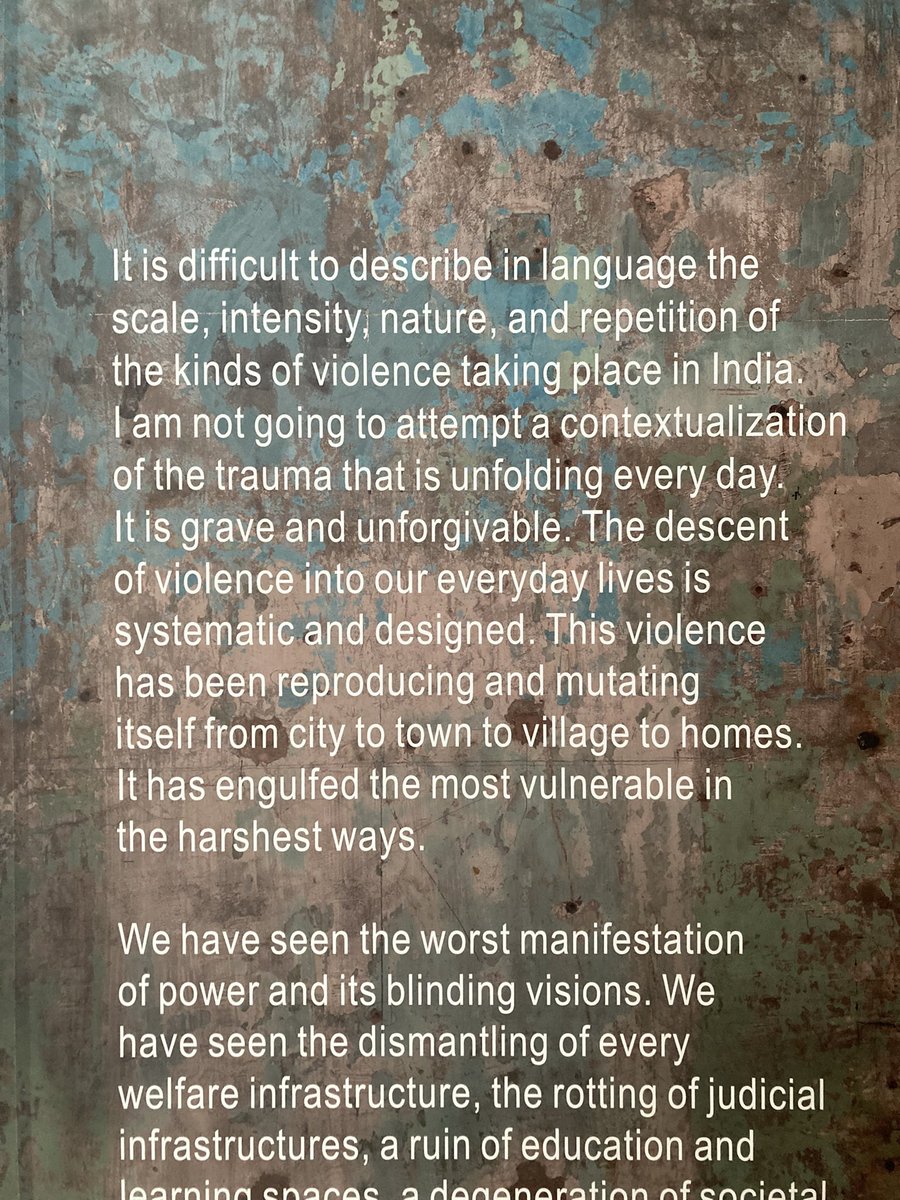 It is difficult to describe in language the
scale, intensity, nature, and repetition of
the kinds of violence taking place in India.
I am not going to attempt a contextualization
of the trauma that is unfolding every day.
It is grave and unforgivable. The descent
of violence into our everyday lives is
systematic and designed. This violence
has been reproducing and mutating
itself from city to town to village to homes.
It has engulfed the most vulnerable in
the harshest ways.
We have seen the worst manifestation
of power and its blinding visions. We
have seen the dismantling of every
welfare infrastructure, the rotting of judicial
infrastructures, a ruin of education and
learning spaces, a degeneration of societal